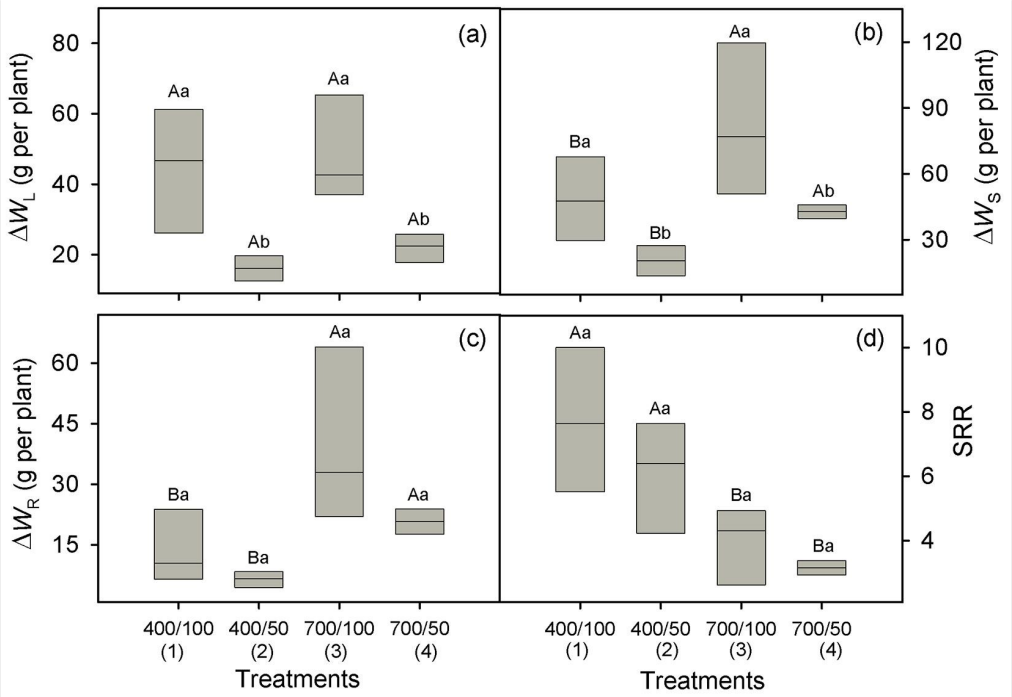 (a)
ΔWL (g per plant)
80
60
40
20
Aa
Ab
Aa
Ab
(b)
ΔWS (g per plant)
120
90
60
30
Ba
Bb
Aa
Ab
(c)
ΔWR (g per plant)
60
45
30
15
Ba
Ba
Aa
Aa
(d)
SRR
10
8
6
4
Aa
Aa
Ba
Ba
400/100 400/50 700/100 700/50
(1) (2) (3) (4)
Treatments
400/100 400/50 700/100 700/50
(1) (2) (3) (4)
Treatments